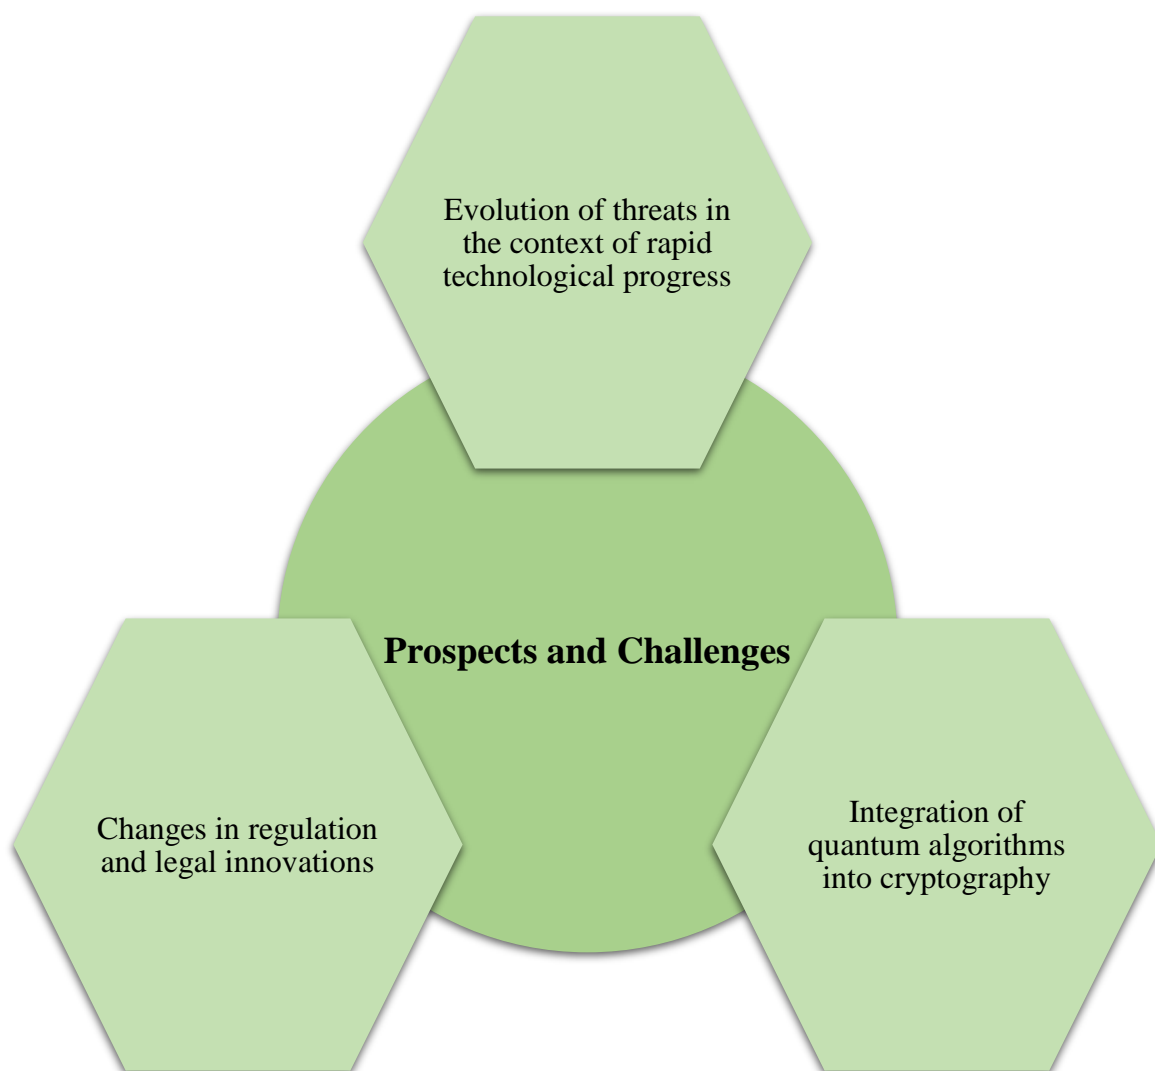 Evolution of threats in
the context of rapid
technological progress
Prospects and Challenges
Changes in regulation
and legal innovations
Integration of
quantum algorithms
into cryptography